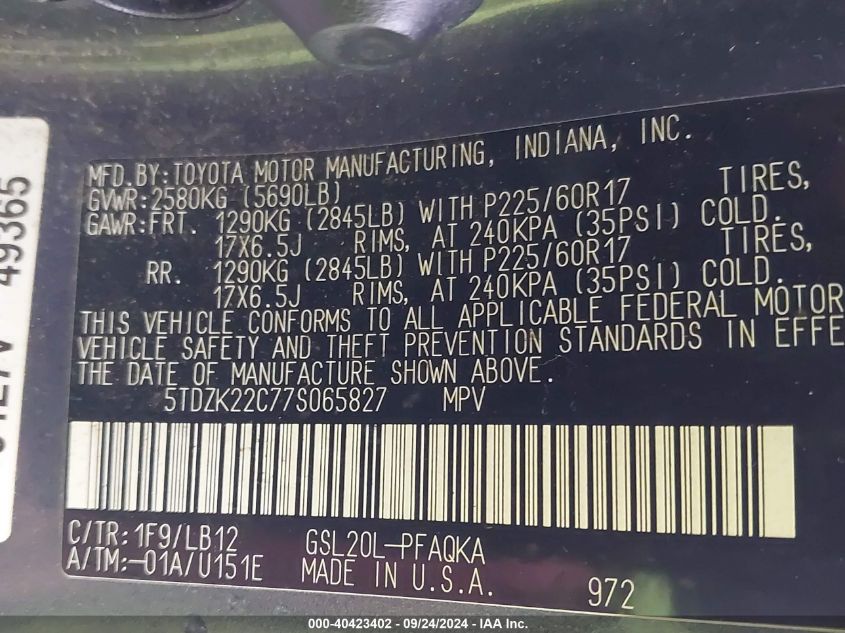 MFD. BY: TOYOTA MOTOR MANUFACTURING, INDIANA, INC.
GVWR: 2580KG (5690LB)
GAWR: FRT. 1290KG (2845LB) WITH P225/60R17 TIRES,
17X6.5J RIMS, AT 240KPA (35PSI) COLD.
RR. 1290KG (2845LB) WITH P225/60R17 TIRES,
17X6.5J RIMS, AT 240KPA (35PSI) COLD.
THIS VEHICLE CONFORMS TO ALL APPLICABLE FEDERAL MOTOR
VEHICLE SAFETY AND THEFT PREVENTION STANDARDS IN EFFE
THE DATE OF MANUFACTURE SHOWN ABOVE.
5TDZK22C77S065827 MPV
C/TR: 1F9/LB12 GSL20L-PFAQKA
A/TM: -01A/U151E MADE IN U.S.A.
972
49365
000-40423402 - 09/24/2024 - IAAI Inc.